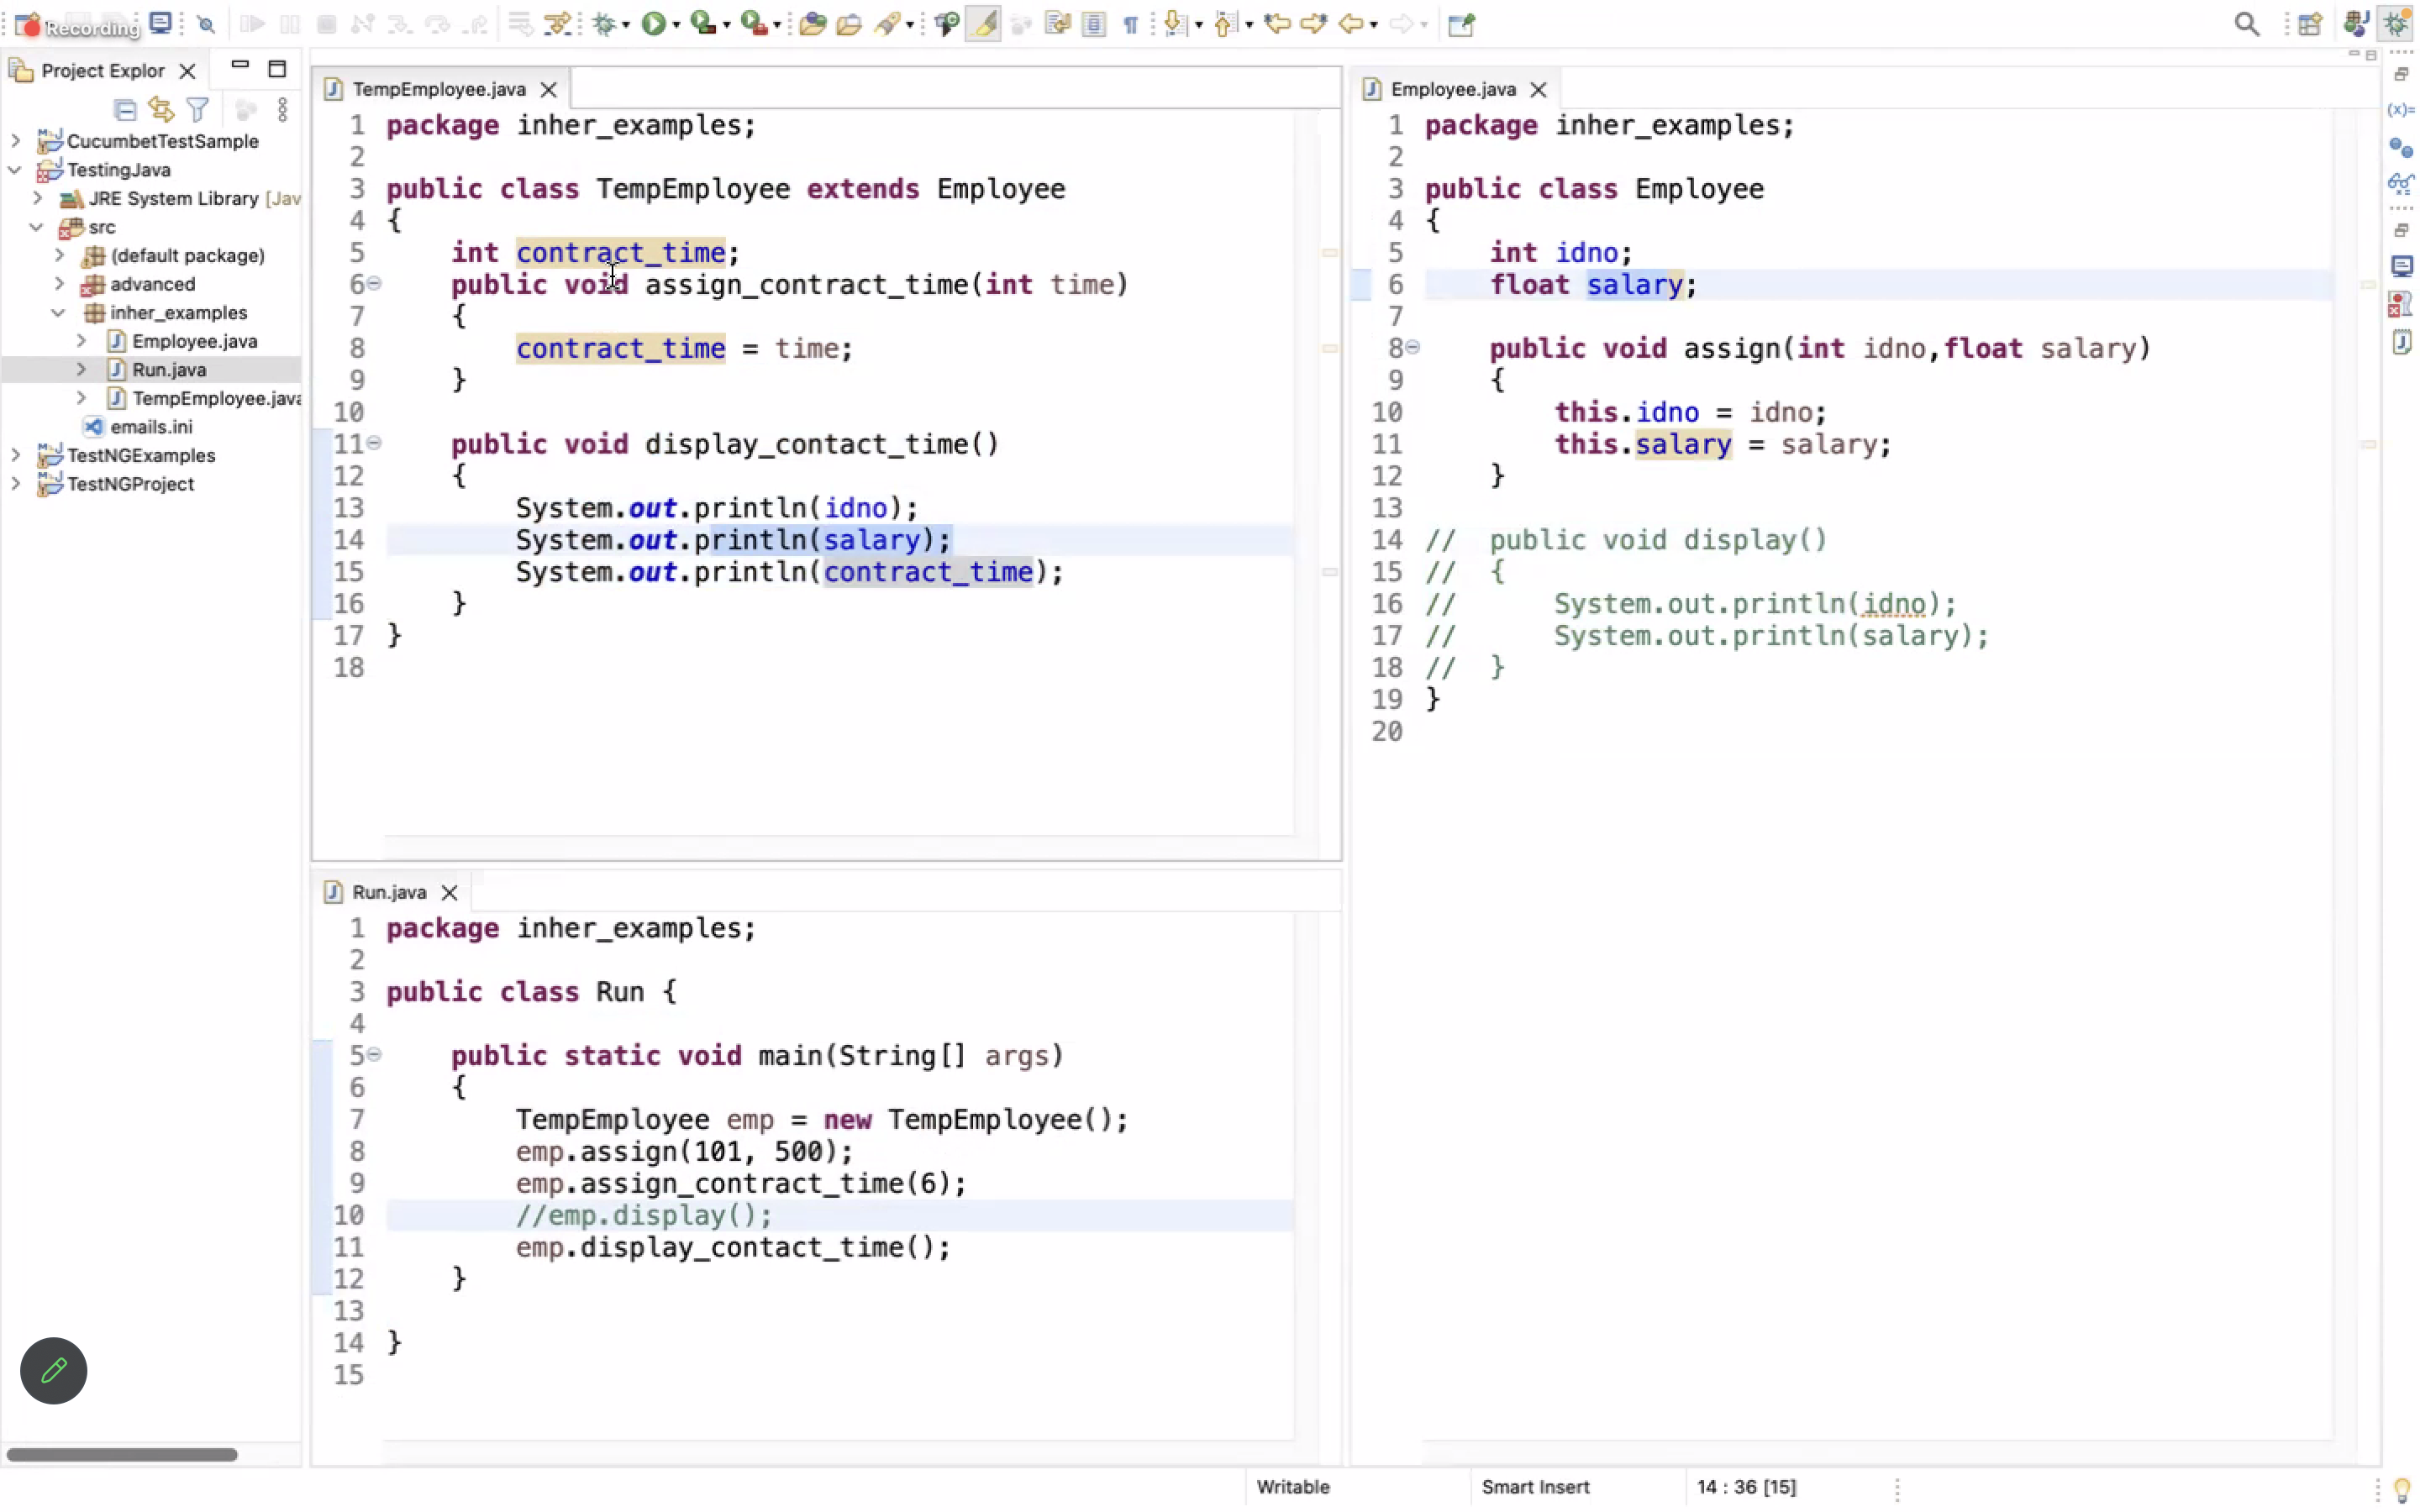 Recording
Project Explor
CucumbetTestSample
TestingJava
JRE System Library [Jav
src
(default package)
advanced
inher_examples
Employee.java
Run.java
TempEmployee.java
emails.ini
TestNGExamples
TestNGProject
TempEmployee.java
1 package inher_examples;
2
3 public class TempEmployee extends Employee
4 {
5 int contract_time;
6 public void assign_contract_time(int time)
7 {
8 contract_time = time;
9 }
10
11 public void display_contact_time()
12 {
13 System.out.println(idno);
14 System.out.println(salary);
15 System.out.println(contract_time);
16 }
17 }
18
Run.java
1 package inher_examples;
2
3 public class Run {
4
5 public static void main(String[] args)
6 {
7 TempEmployee emp = new TempEmployee();
8 emp.assign(101, 500);
9 emp.assign_contract_time(6);
10 //emp.display();
11 emp.display_contact_time();
12 }
13
14 }
15
Employee.java
1 package inher_examples;
2
3 public class Employee
4 {
5 int idno;
6 float salary;
7
8 public void assign(int idno,float salary)
9 {
10 this.idno = idno;
11 this.salary = salary;
12 }
13
14 // public void display()
15 // {
16 // System.out.println(idno);
17 // System.out.println(salary);
18 // }
19 }
20
(x)=
Writable
Smart Insert
14 : 36 [15]